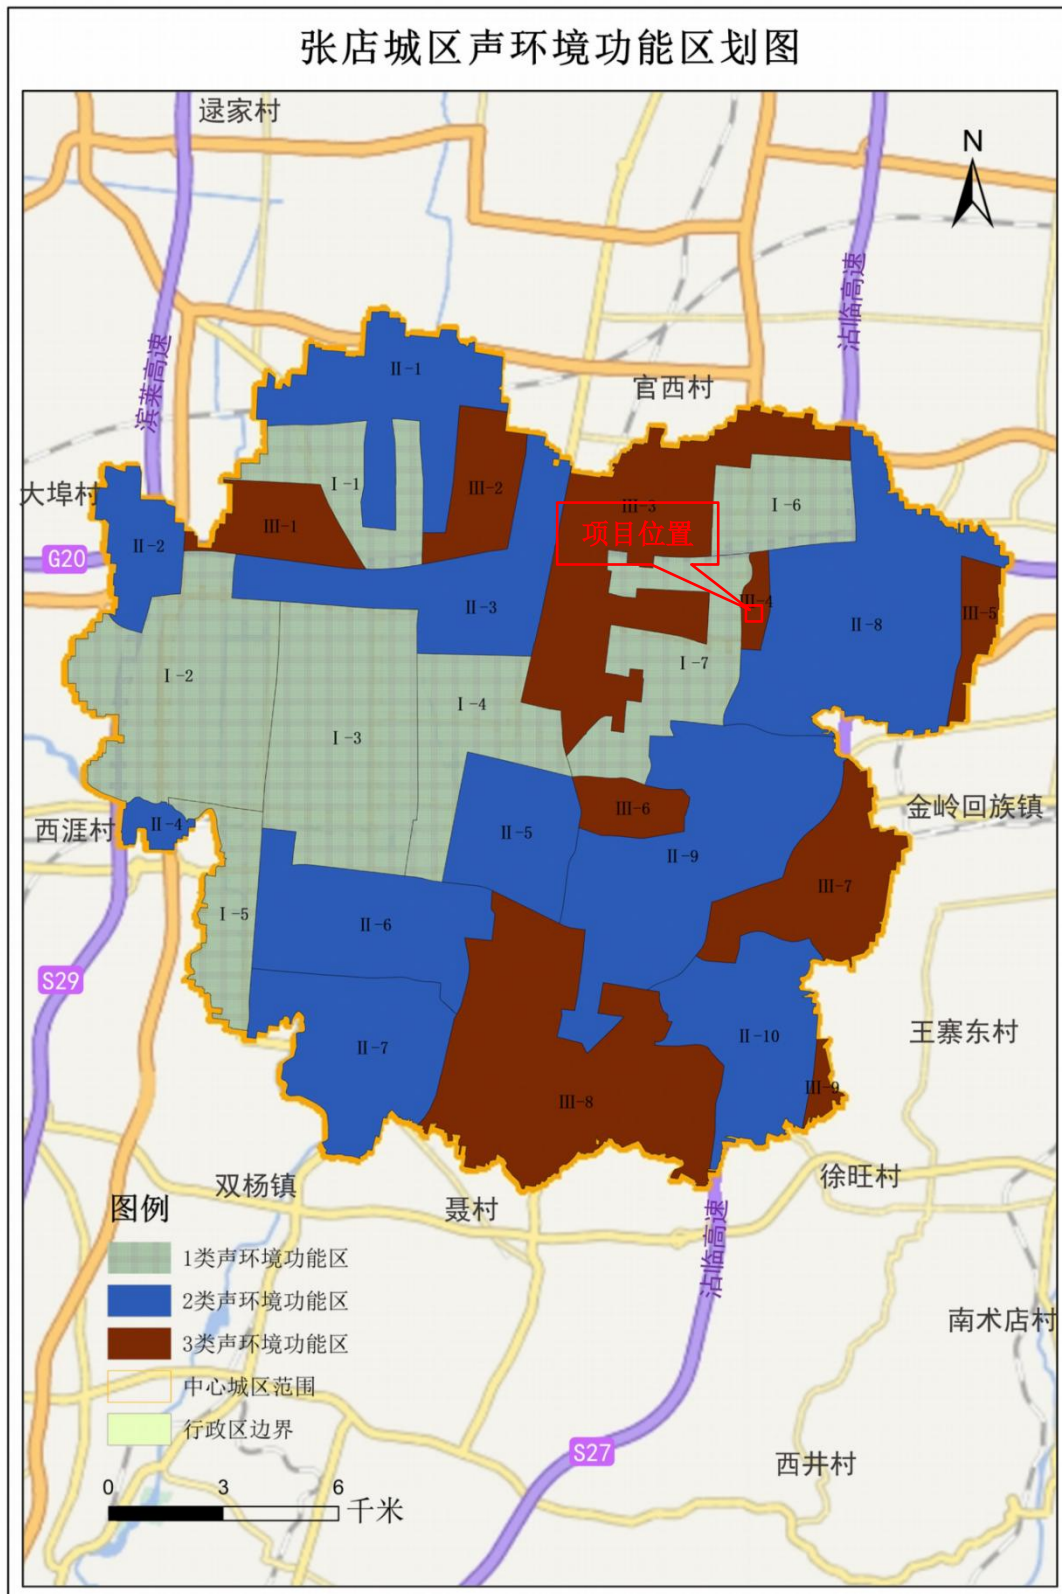 张店城区声环境功能区划图
逯家村
N
滨莱高速
沾临高速
II-1
官西村
大埠村
I-1
III-2
III-3
I-6
III-1
项目位置
II-2
G20
III-4
II-3
II-8
III-5
I-2
I-7
I-4
I-3
III-6
金岭回族镇
西涯村
II-4
II-5
II-9
III-7
I-5
II-6
S29
王寨东村
II-7
II-10
III-8
III-9
双杨镇
聂村
徐旺村
沾临高速
图例
1类声环境功能区
2类声环境功能区
3类声环境功能区
中心城区范围
行政区边界
南术店村
S27
西井村
0 3 6
千米